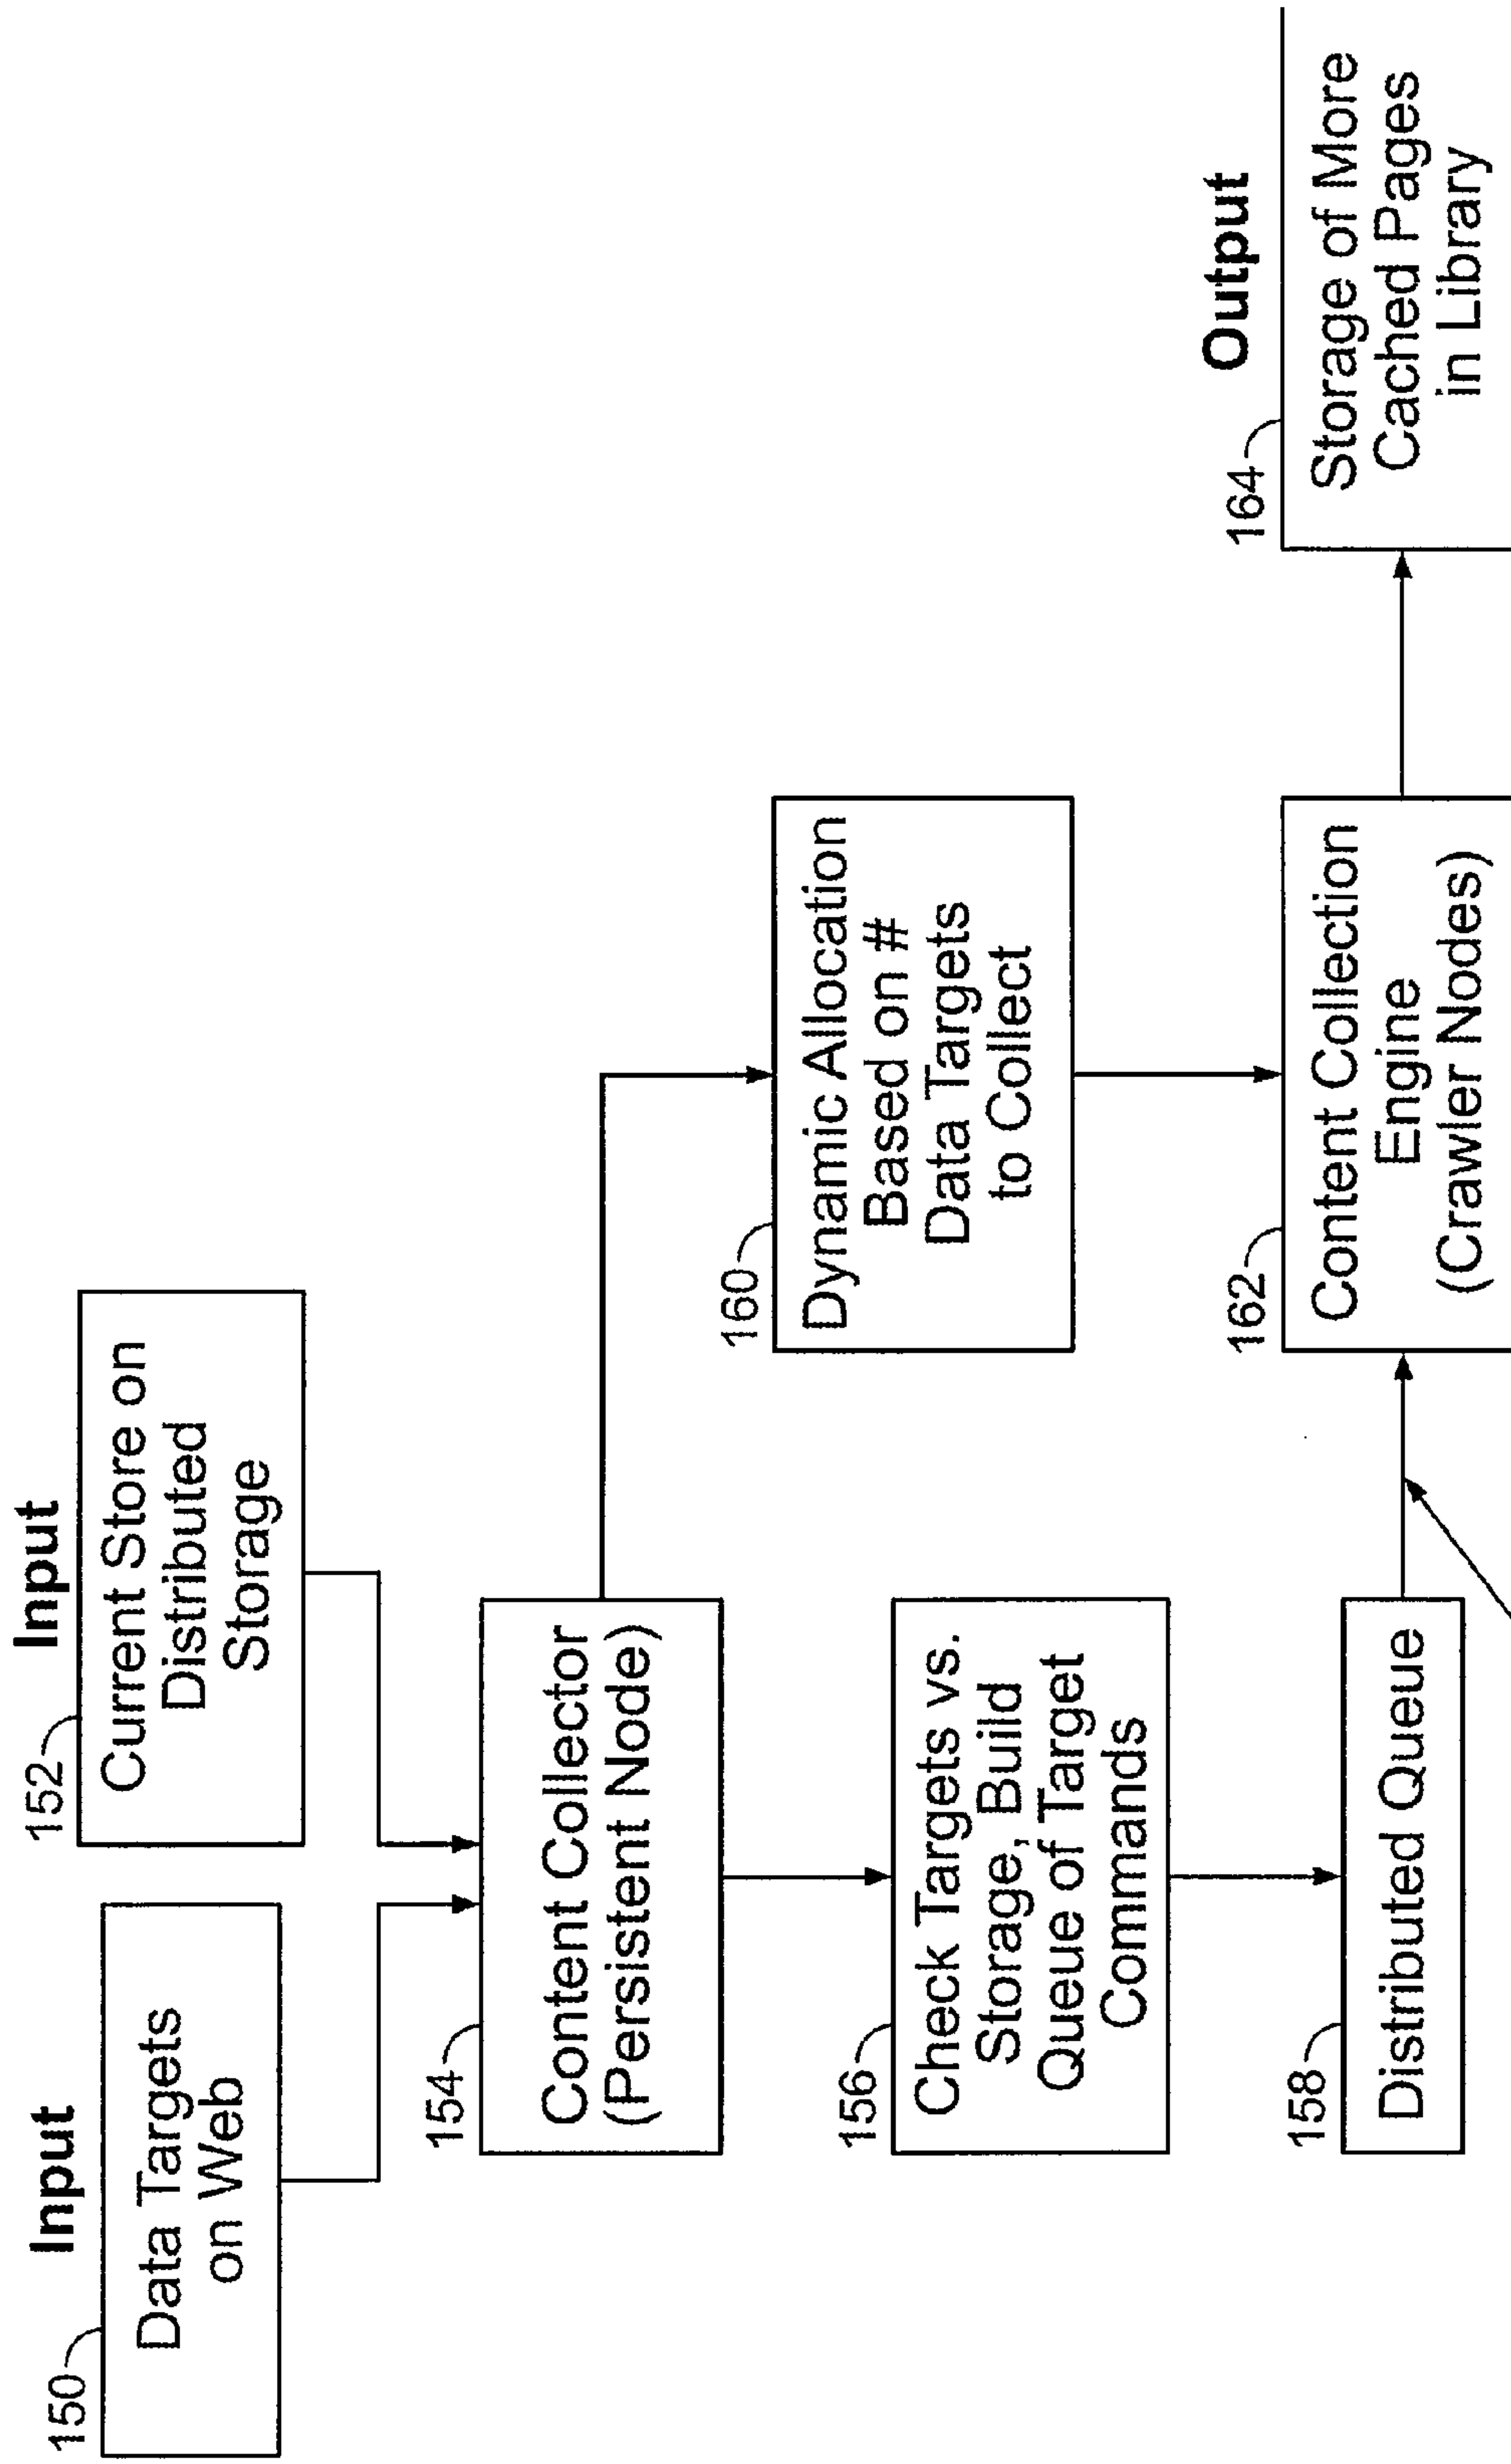 Input
150
Data Targets
on Web
Input
152
Current Store on
Distributed
Storage
154
Content Collector
(Persistent Node)
156
Check Targets vs.
Storage, Build
Queue of Target
Commands
158
Distributed Queue
160
Dynamic Allocation
Based on #
Data Targets
to Collect
162
Content Collection
Engine
(Crawler Nodes)
Output
164
Storage of More
Cached Pages
in Library